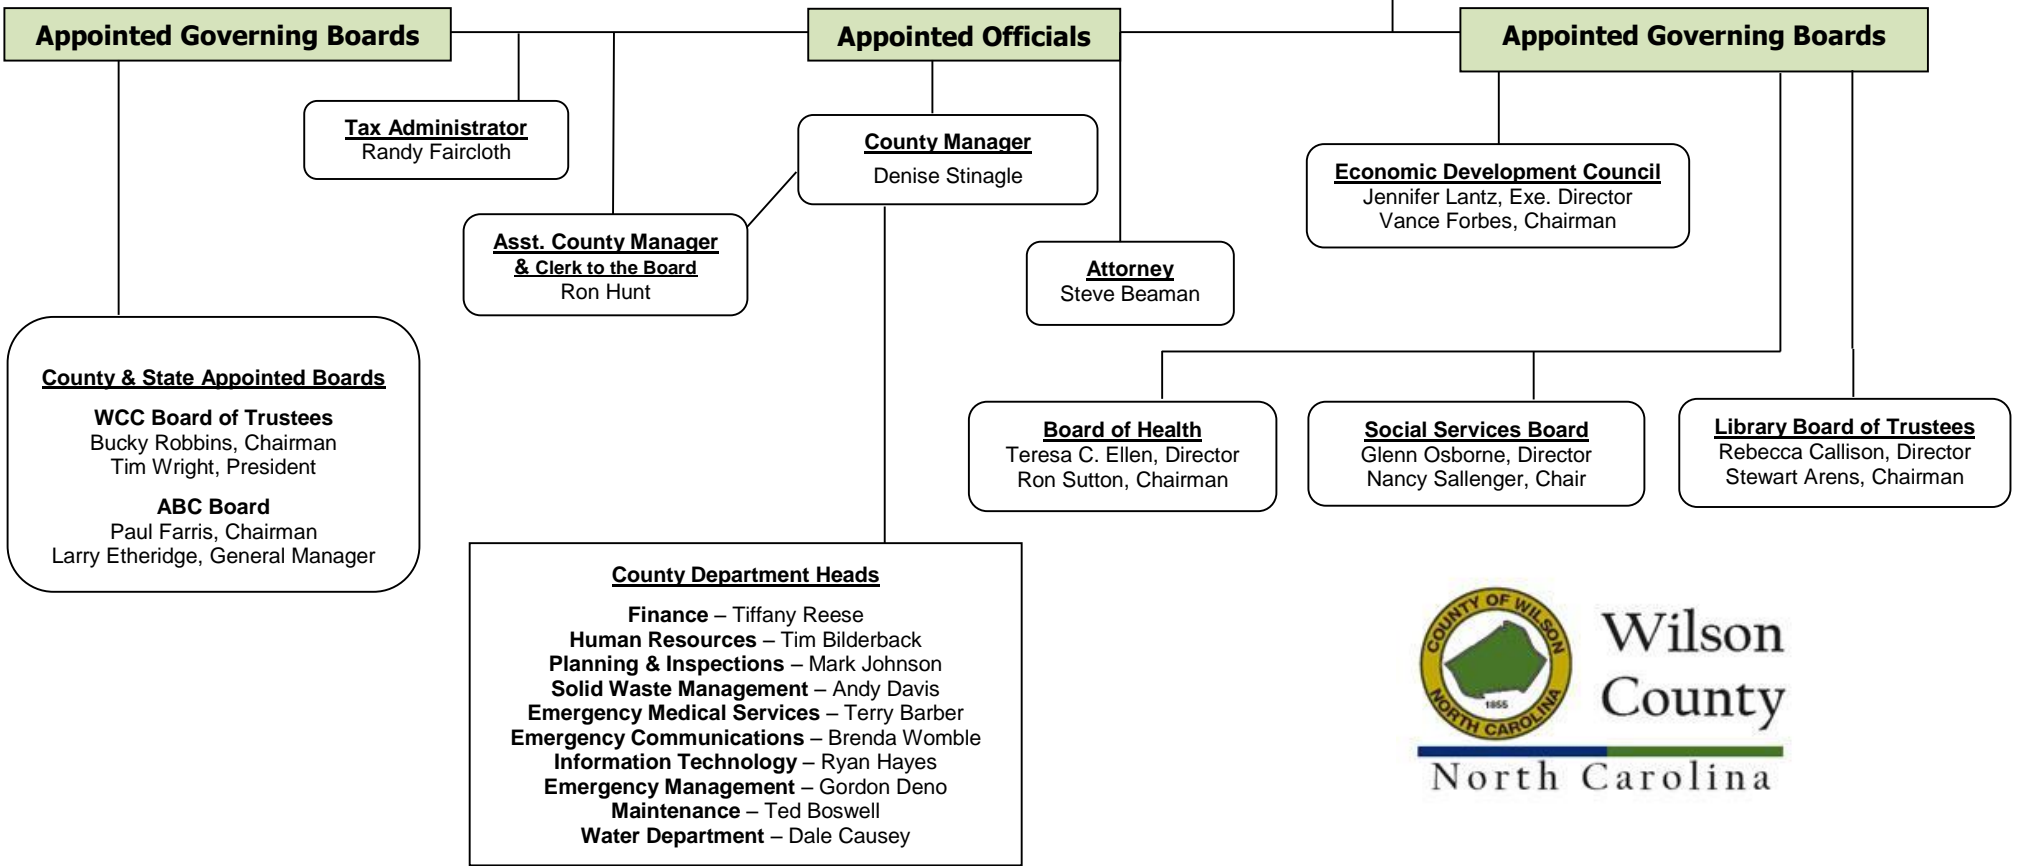 Appointed Governing Boards
Appointed Officials
Appointed Governing Boards
Tax Administrator
Randy Faircloth
County Manager
Denise Stinagle
Economic Development Council
Jennifer Lantz, Exe. Director
Vance Forbes, Chairman
Asst. County Manager
& Clerk to the Board
Ron Hunt
Attorney
Steve Beaman
County & State Appointed Boards
WCC Board of Trustees
Bucky Robbins, Chairman
Tim Wright, President
ABC Board
Paul Farris, Chairman
Larry Etheridge, General Manager
Board of Health
Teresa C. Ellen, Director
Ron Sutton, Chairman
Social Services Board
Glenn Osborne, Director
Nancy Sallenger, Chair
Library Board of Trustees
Rebecca Callison, Director
Stewart Arens, Chairman
County Department Heads
Finance – Tiffany Reese
Human Resources – Tim Bilderback
Planning & Inspections – Mark Johnson
Solid Waste Management – Andy Davis
Emergency Medical Services – Terry Barber
Emergency Communications – Brenda Womble
Information Technology – Ryan Hayes
Emergency Management – Gordon Deno
Maintenance – Ted Boswell
Water Department – Dale Causey
COUNTY OF WILSON
1855
NORTH CAROLINA
Wilson
County
North Carolina